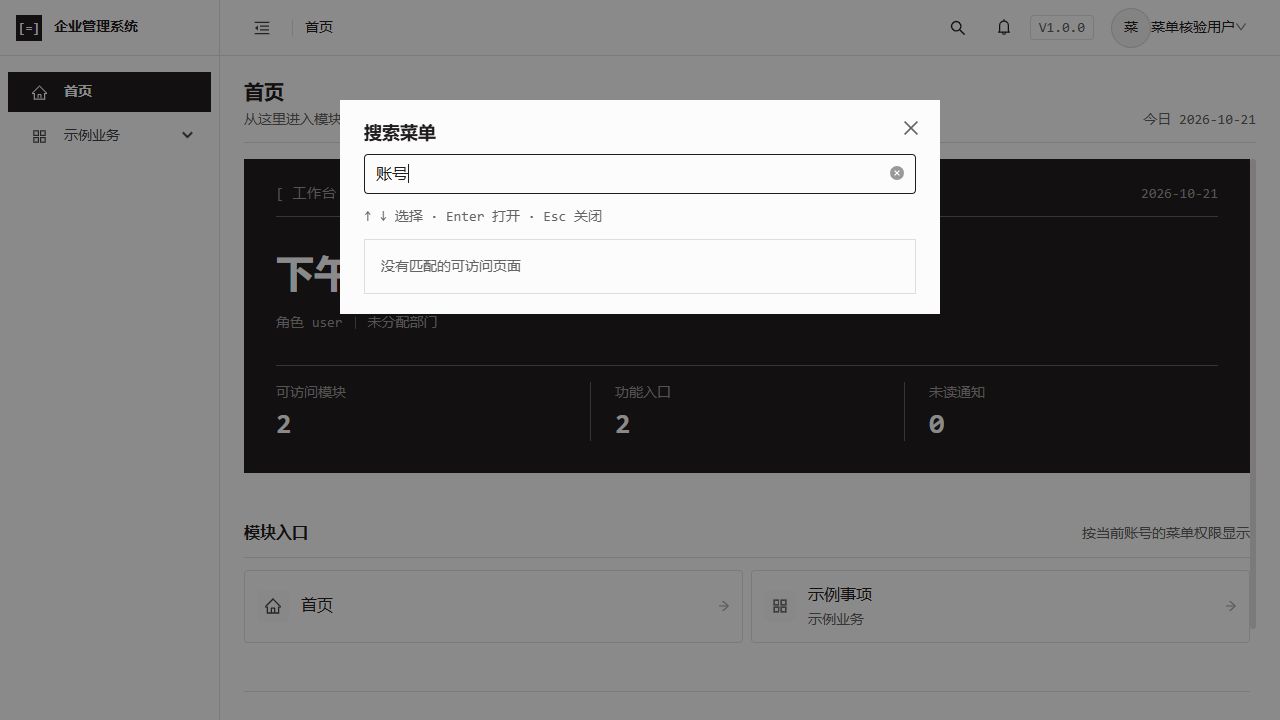 [=] 企业管理系统
首页
V1.0.0
菜 菜单核验用户
首页
示例业务
首页
从这里进入模块
今日 2026-10-21
搜索菜单
账号
↑ ↓ 选择 · Enter 打开 · Esc 关闭
没有匹配的可访问页面
[ 工作台
2026-10-21
下午
角色 user | 未分配部门
可访问模块
2
功能入口
2
未读通知
0
模块入口
按当前账号的菜单权限显示
首页
示例事项
示例业务